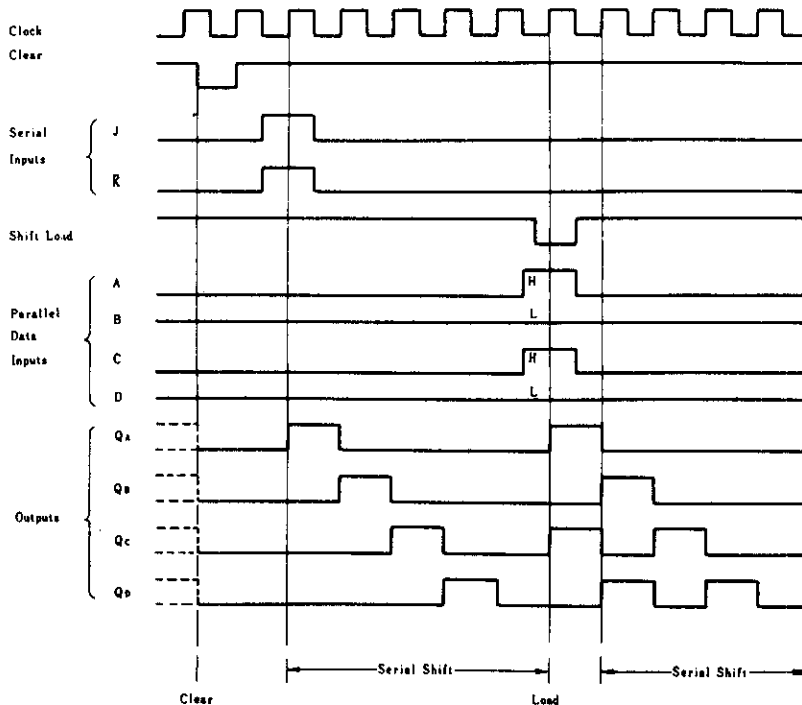 Clock
Clear
Serial
Inputs
J
R
Shift Load
Parallel
Data
Inputs
A
H
B
L
C
H
D
L
Outputs
QA
QB
QC
QD
Serial Shift
Serial Shift
Clear
Load